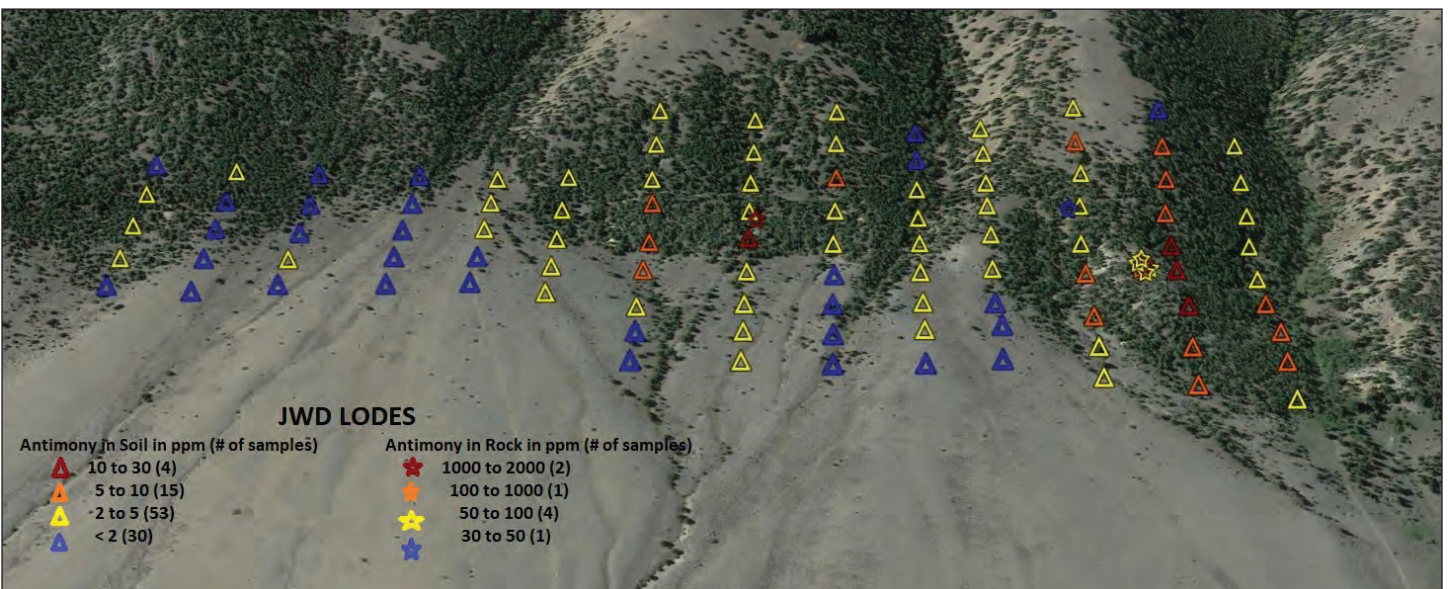 JWD LODES
Antimony in Soil in ppm (# of samples)
10 to 30 (4)
5 to 10 (15)
2 to 5 (53)
< 2 (30)
Antimony in Rock in ppm (# of samples)
1000 to 2000 (2)
100 to 1000 (1)
50 to 100 (4)
30 to 50 (1)